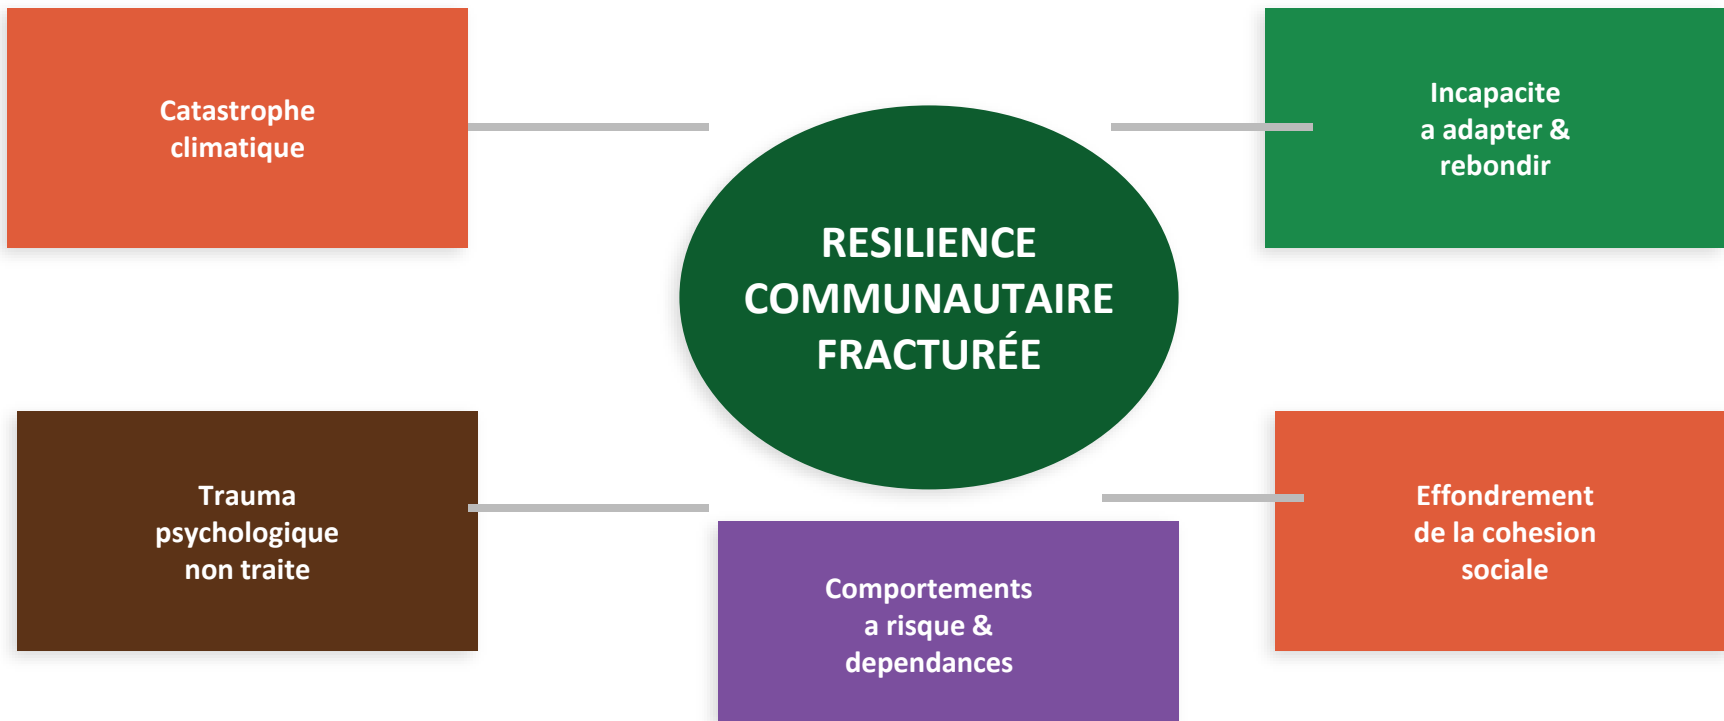 Catastrophe
climatique
Incapacite
a adapter &
rebondir
RESILIENCE
COMMUNAUTAIRE
FRACTURÉE
Trauma
psychologique
non traite
Comportements
a risque &
dependances
Effondrement
de la cohesion
sociale